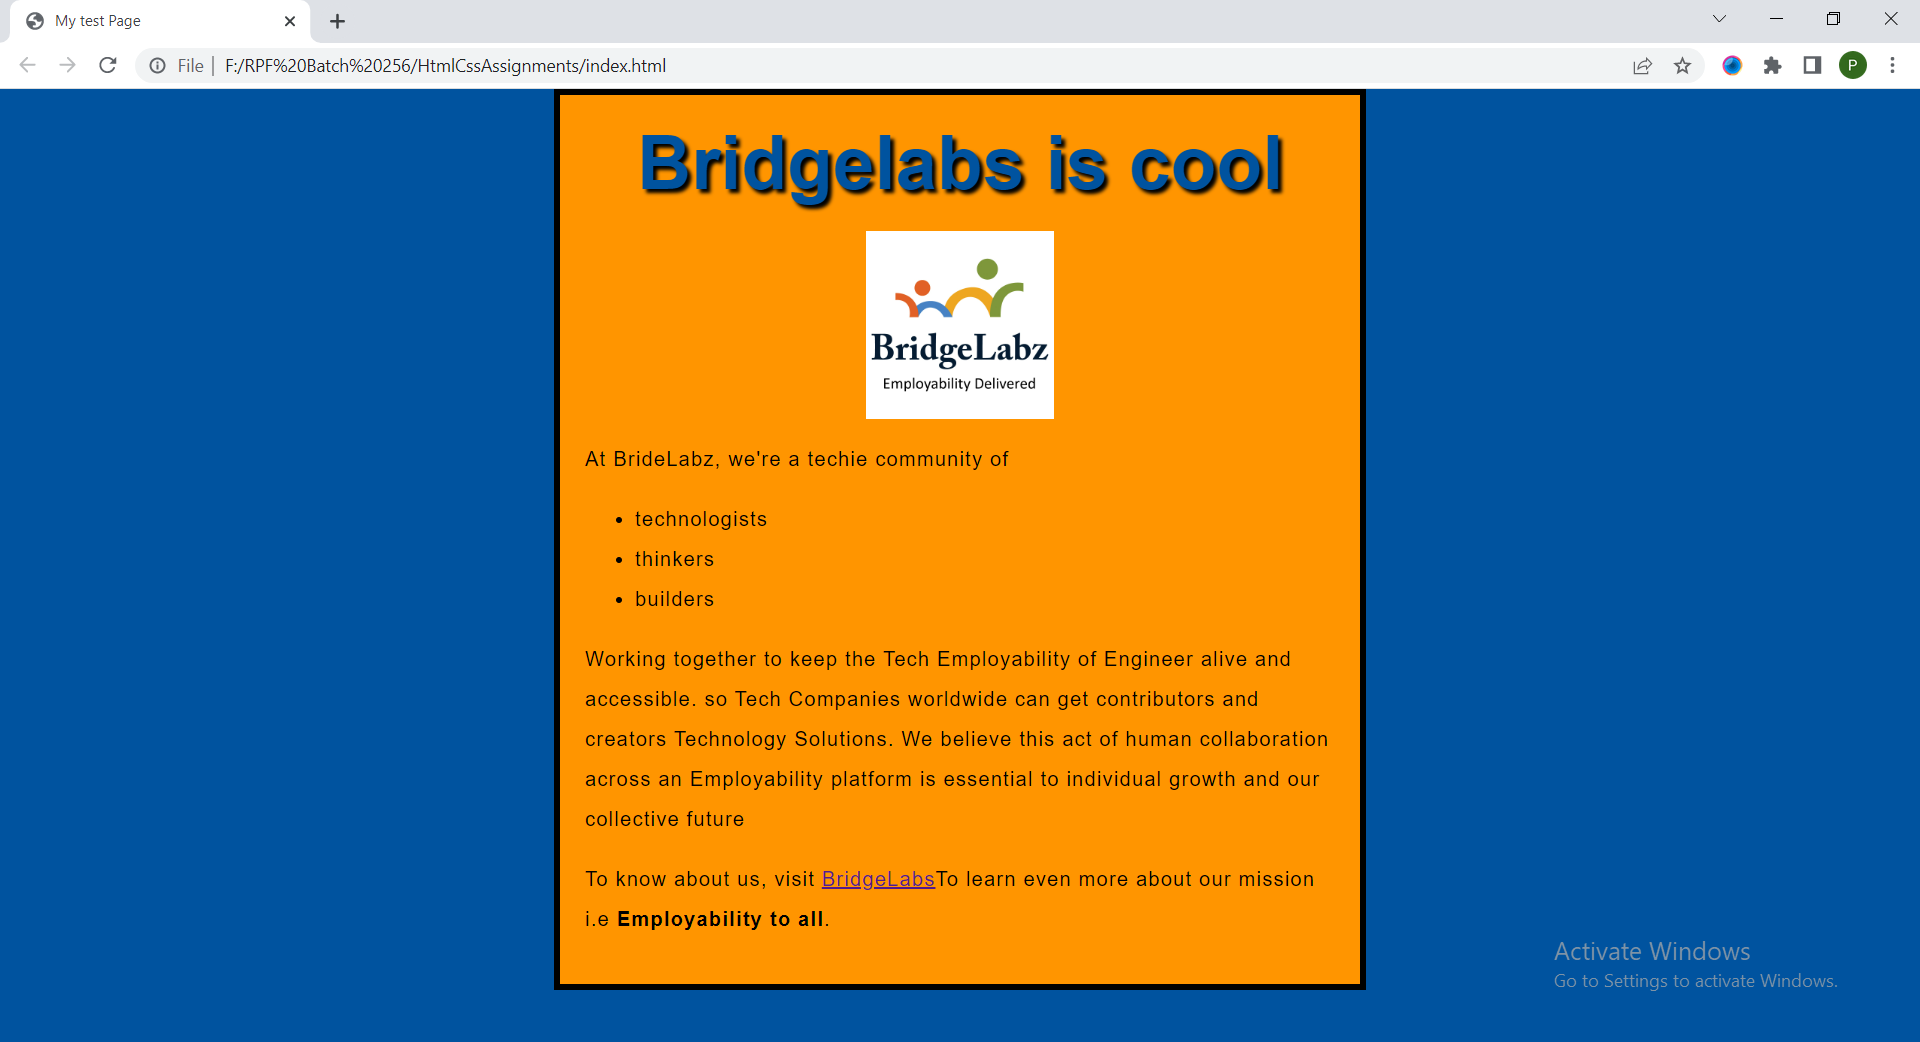 My test Page
File | F:/RPF%20Batch%20256/HtmlCssAssignments/index.html
P
Bridgelabs is cool
BridgeLabz
Employability Delivered
At BrideLabz, we're a techie community of
• technologists
• thinkers
• builders
Working together to keep the Tech Employability of Engineer alive and
accessible. so Tech Companies worldwide can get contributors and
creators Technology Solutions. We believe this act of human collaboration
across an Employability platform is essential to individual growth and our
collective future
To know about us, visit BridgeLabsTo learn even more about our mission
i.e Employability to all.
Activate Windows
Go to Settings to activate Windows.